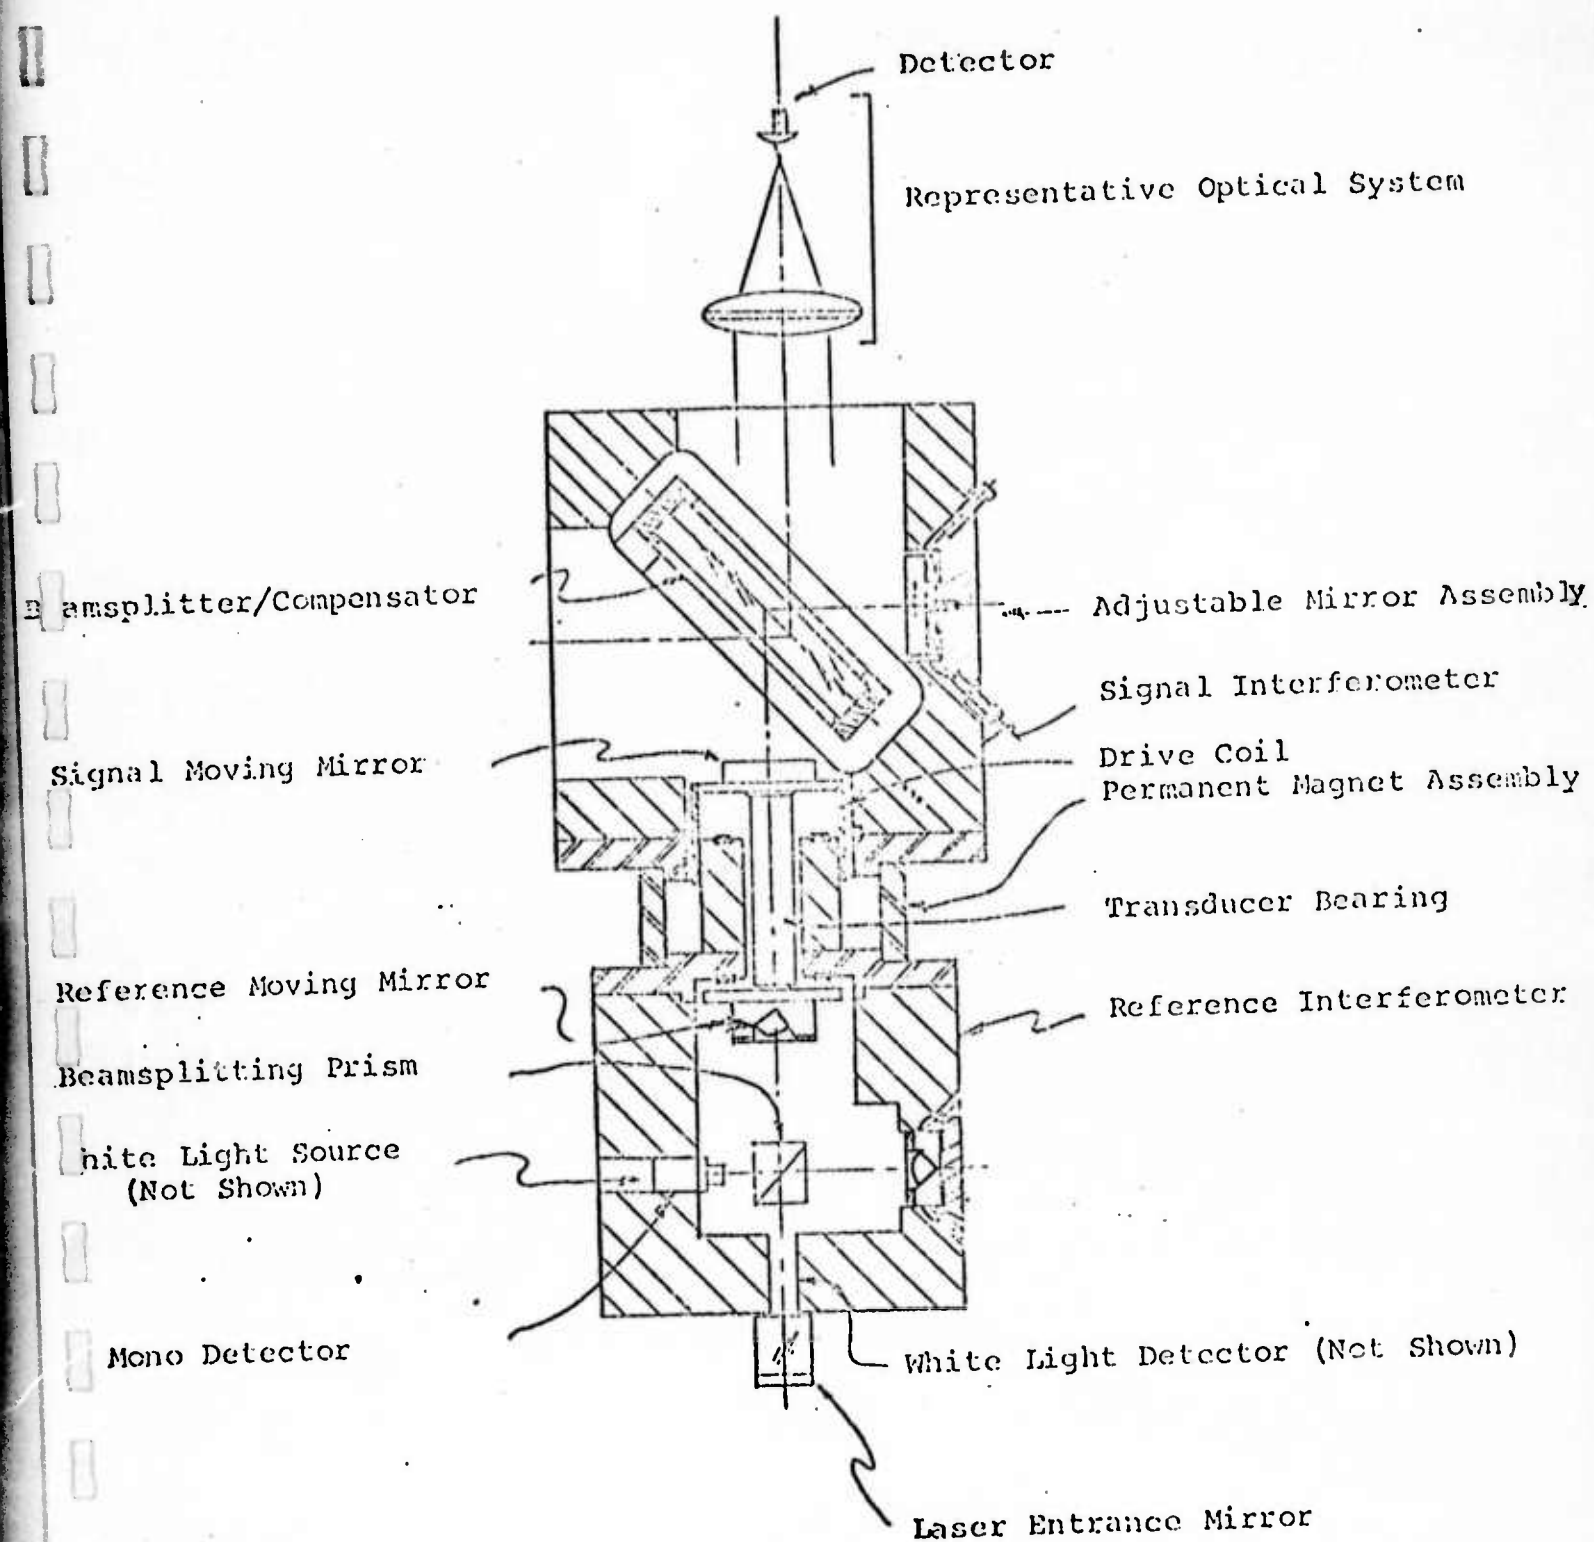 Detector
Representative Optical System
Beamsplitter/Compensator
Adjustable Mirror Assembly
Signal Interferometer
Signal Moving Mirror
Drive Coil
Permanent Magnet Assembly
Transducer Bearing
Reference Moving Mirror
Reference Interferometer
Beamsplitting Prism
hite Light Source
(Not Shown)
Mono Detector
White Light Detector (Not Shown)
Laser Entrance Mirror